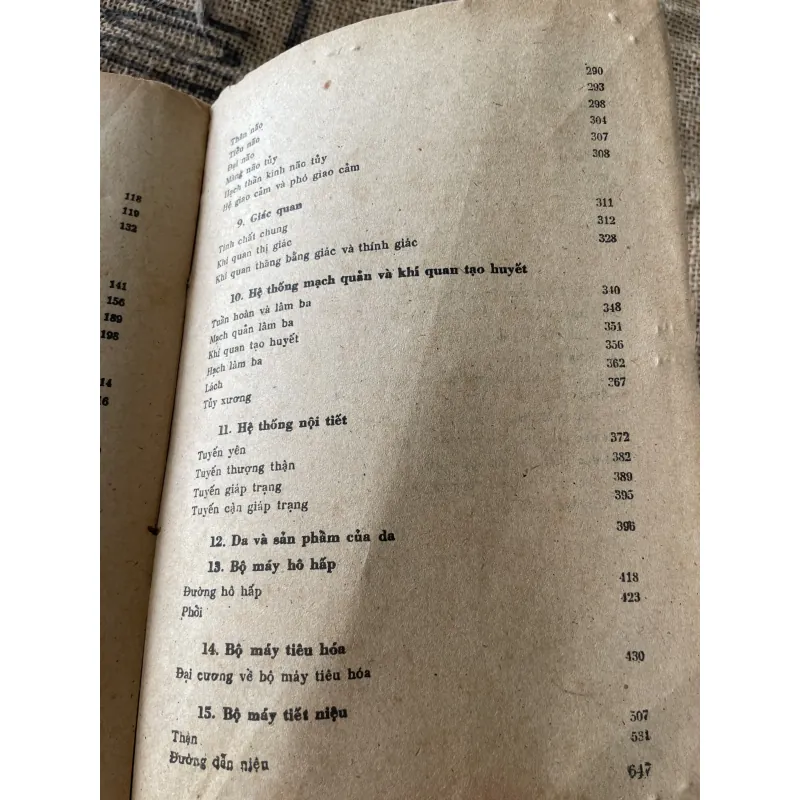 118
119
132
141
156
189
195
14
16
Thân não 290
Tiểu não 293
Đại não 298
Màng não tủy 304
Hạch thần kinh não tủy 307
Hệ giao cảm và phó giao cảm 308
9. Giác quan
Tính chất chung 311
Khí quan thị giác 312
Khí quan thăng bằng giác và thính giác 328
10. Hệ thống mạch quản và khí quan tạo huyết
Tuần hoàn và lâm ba 340
Mạch quản lâm ba 348
Khí quan tạo huyết 351
Hạch lâm ba 356
Lách 362
Tủy xương 367
11. Hệ thống nội tiết
Tuyến yên 372
Tuyến thượng thận 382
Tuyến giáp trạng 389
Tuyến cận giáp trạng 395
12. Da và sản phầm của da 396
13. Bộ máy hô hấp
Đường hô hấp 418
Phồi 423
14. Bộ máy tiêu hóa
Đại cương về bộ máy tiêu hóa 430
15. Bộ máy tiết niệu
Thận 507
Đường dẫn niệu 531
647